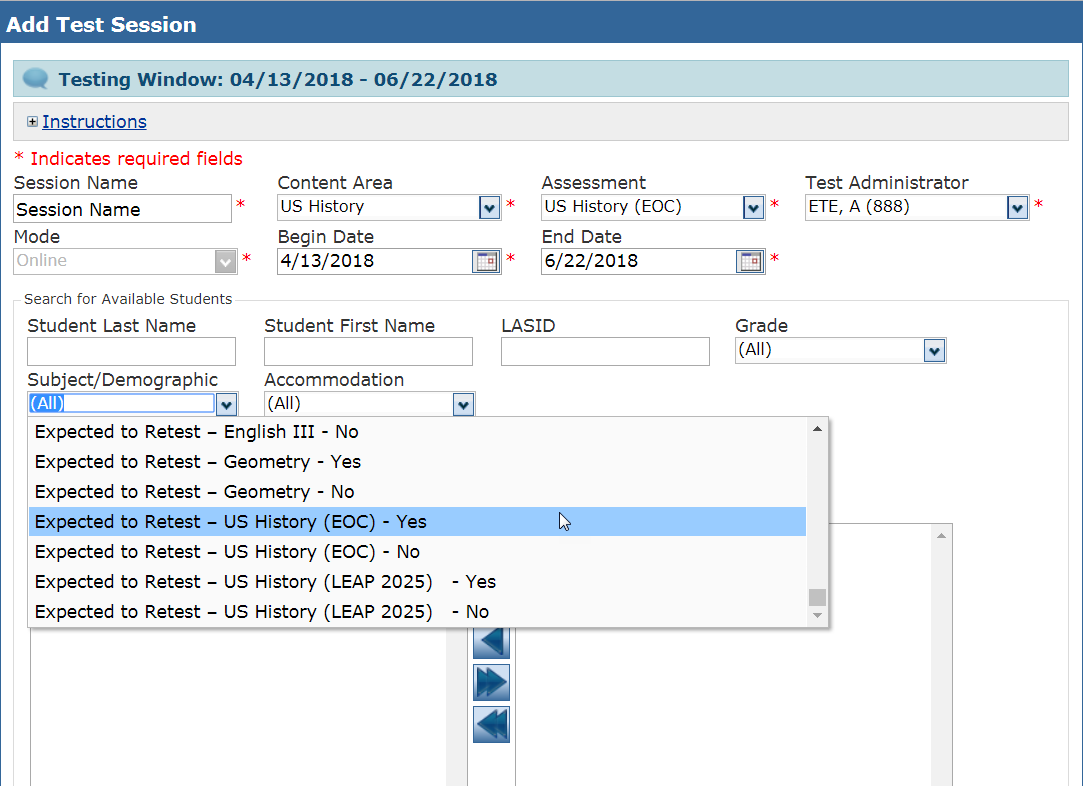 Add Test Session
Testing Window: 04/13/2018 - 06/22/2018
Instructions
* Indicates required fields
Session Name Content Area Assessment Test Administrator
Session Name * US History * US History (EOC) * ETE, A (888) *
Mode Begin Date End Date
Online * 4/13/2018 * 6/22/2018 *
Search for Available Students
Student Last Name Student First Name LASID Grade
(All)
Subject/Demographic Accommodation
(All) (All)
Expected to Retest – English III - No
Expected to Retest – Geometry - Yes
Expected to Retest – Geometry - No
Expected to Retest – US History (EOC) - Yes
Expected to Retest – US History (EOC) - No
Expected to Retest – US History (LEAP 2025) - Yes
Expected to Retest – US History (LEAP 2025) - No